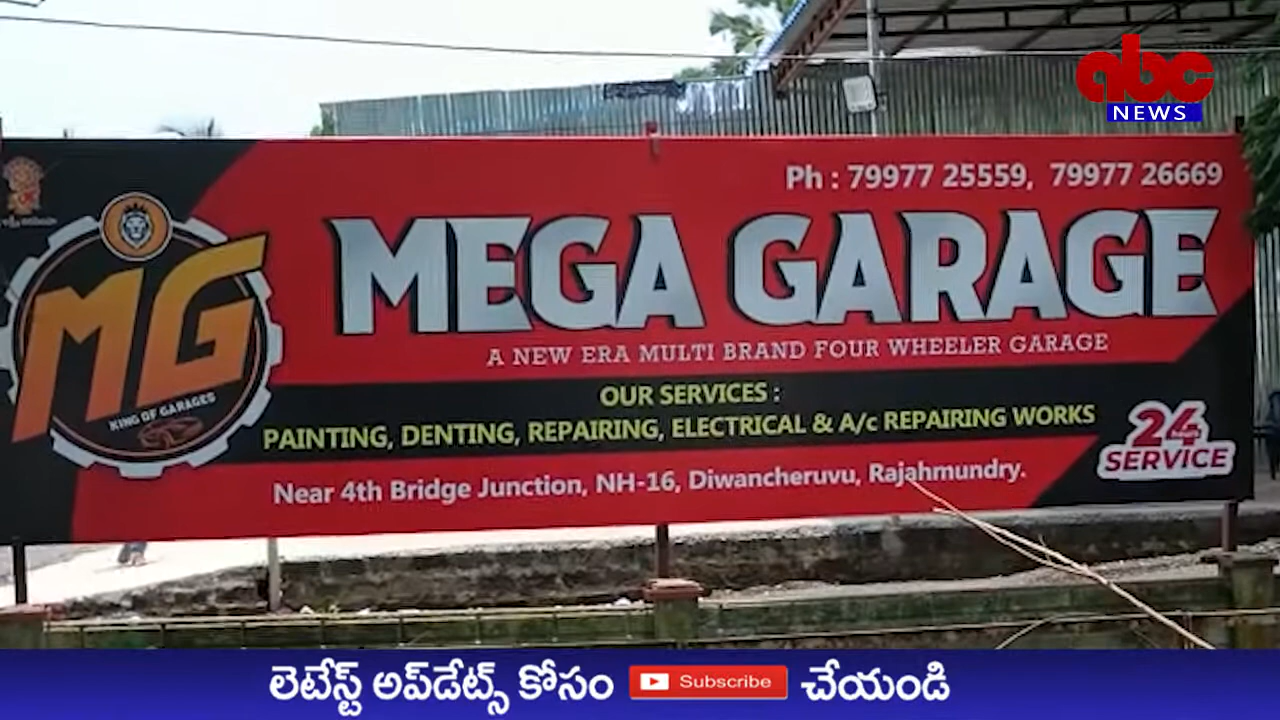 abc
NEWS
Ph : 79997 25559, 79977 26669
MG
KING OF GARAGES
MEGA GARAGE
A NEW ERA MULTI BRAND FOUR WHEELER GARAGE
OUR SERVICES :
PAINTING, DENTING, REPAIRING, ELECTRICAL & A/c REPAIRING WORKS
24
SERVICE
Near 4th Bridge Junction, NH-16, Diwancheruvu, Rajahmundry.
లెటేస్ట్ అప్‌డేట్స్ కోసం Subscribe చేయండి